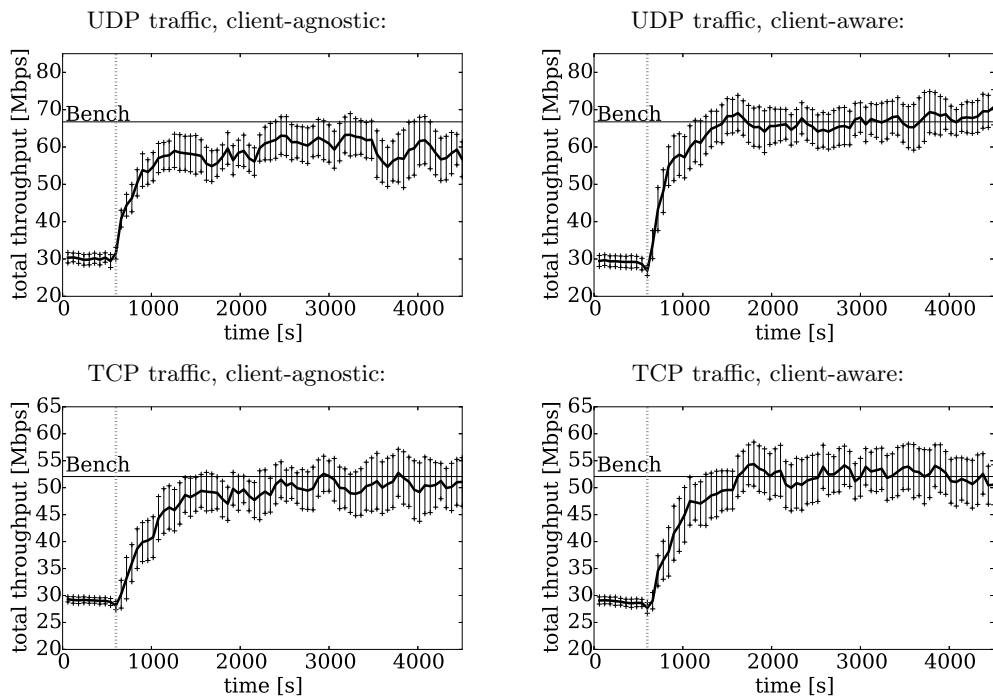 UDP traffic, client-agnostic:
total throughput [Mbps]
80
70
60
50
40
30
20
Bench
0 1000 2000 3000 4000
time [s]
UDP traffic, client-aware:
total throughput [Mbps]
80
70
60
50
40
30
20
Bench
0 1000 2000 3000 4000
time [s]
TCP traffic, client-agnostic:
total throughput [Mbps]
65
60
55
50
45
40
35
30
25
20
Bench
0 1000 2000 3000 4000
time [s]
TCP traffic, client-aware:
total throughput [Mbps]
65
60
55
50
45
40
35
30
25
20
Bench
0 1000 2000 3000 4000
time [s]